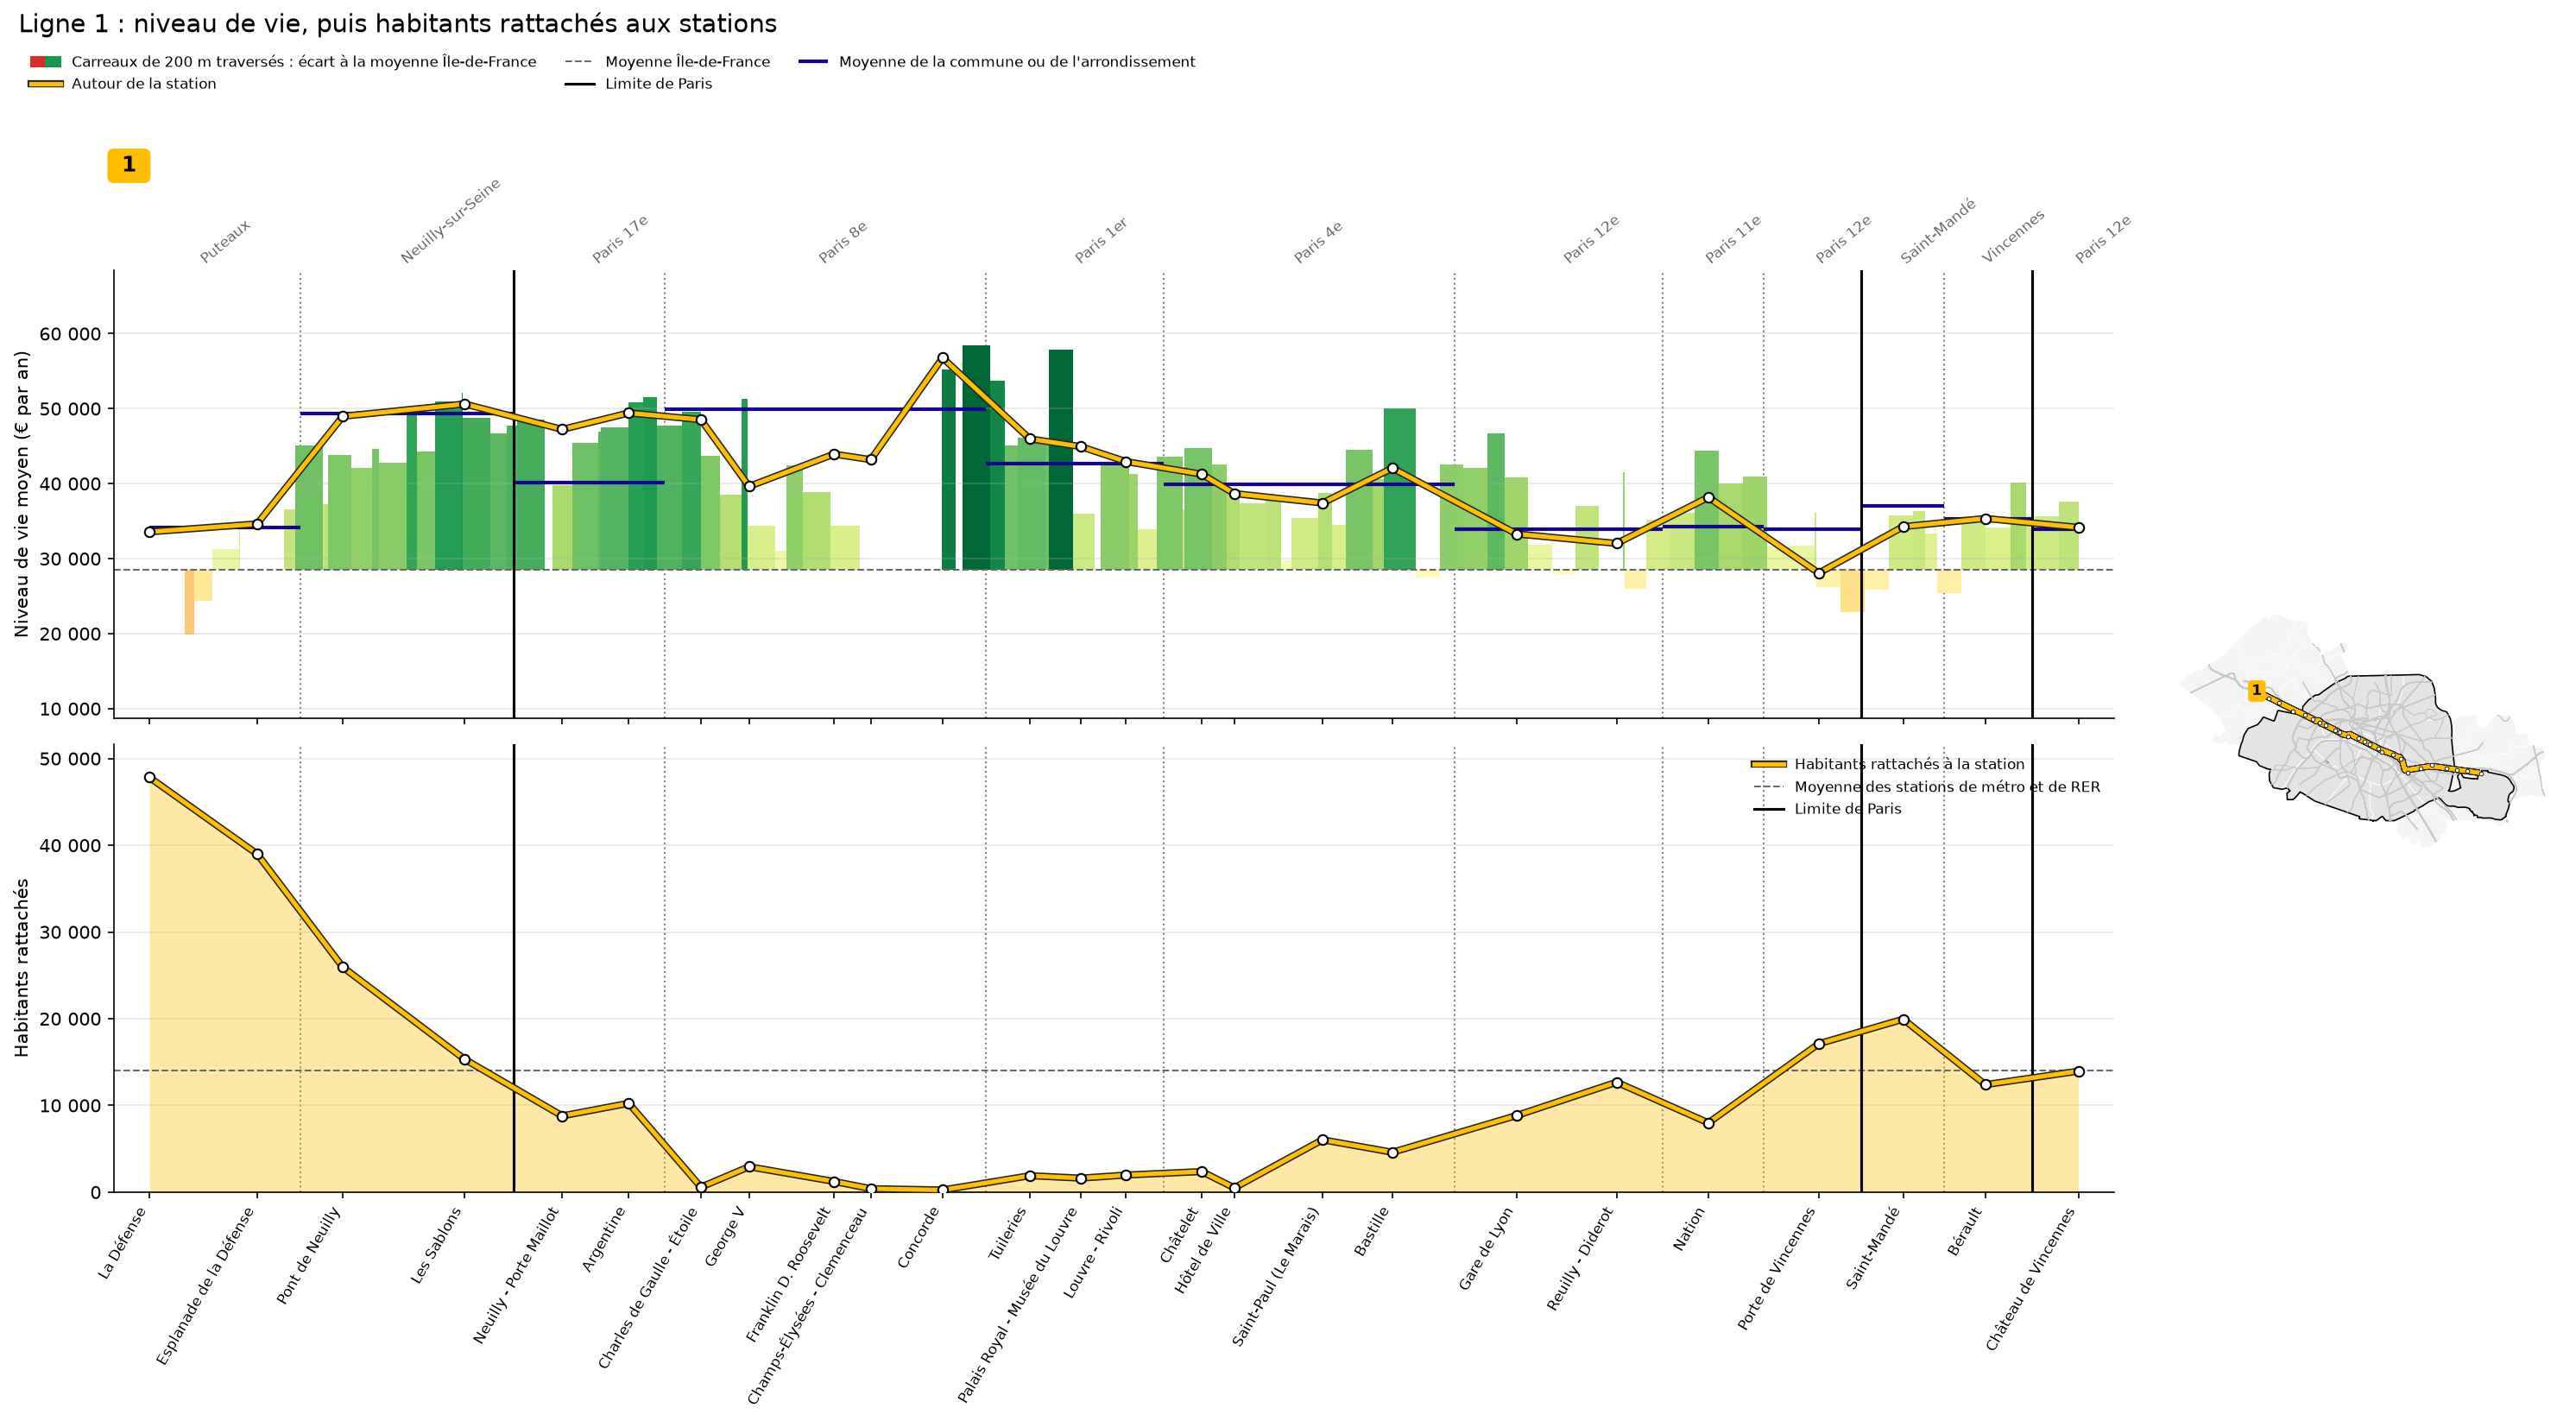 Ligne 1 : niveau de vie, puis habitants rattachés aux stations
Carreaux de 200 m traversés : écart à la moyenne Île-de-France
Autour de la station
Moyenne Île-de-France
Limite de Paris
Moyenne de la commune ou de l'arrondissement
1
Puteaux
Neuilly-sur-Seine
Paris 17e
Paris 8e
Paris 1er
Paris 4e
Paris 12e
Paris 11e
Paris 12e
Saint-Mandé
Vincennes
Paris 12e
Niveau de vie moyen (€ par an)
60 000
50 000
40 000
30 000
20 000
10 000
1
Habitants rattachés
50 000
40 000
30 000
20 000
10 000
0
Habitants rattachés à la station
Moyenne des stations de métro et de RER
Limite de Paris
La Défense
Esplanade de la Défense
Pont de Neuilly
Les Sablons
Neuilly - Porte Maillot
Argentine
Charles de Gaulle - Étoile
George V
Franklin D. Roosevelt
Champs-Élysées - Clemenceau
Concorde
Tuileries
Palais Royal - Musée du Louvre
Louvre - Rivoli
Châtelet
Hôtel de Ville
Saint-Paul (Le Marais)
Bastille
Gare de Lyon
Reuilly - Diderot
Nation
Porte de Vincennes
Saint-Mandé
Bérault
Château de Vincennes